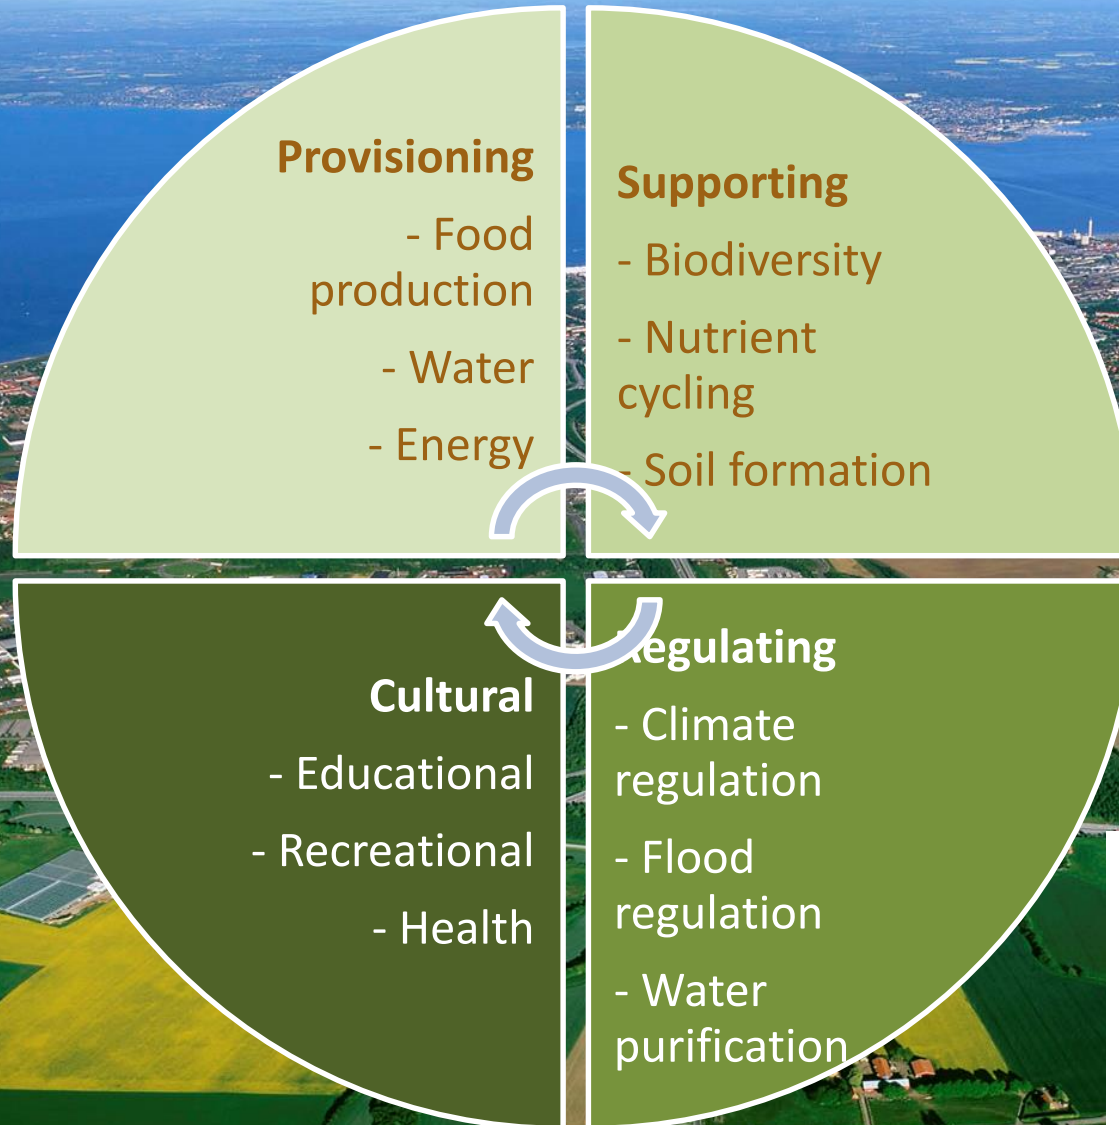 Provisioning
- Food
production
- Water
- Energy
Supporting
- Biodiversity
- Nutrient
cycling
- Soil formation
Cultural
- Educational
- Recreational
- Health
Regulating
- Climate
regulation
- Flood
regulation
- Water
purification